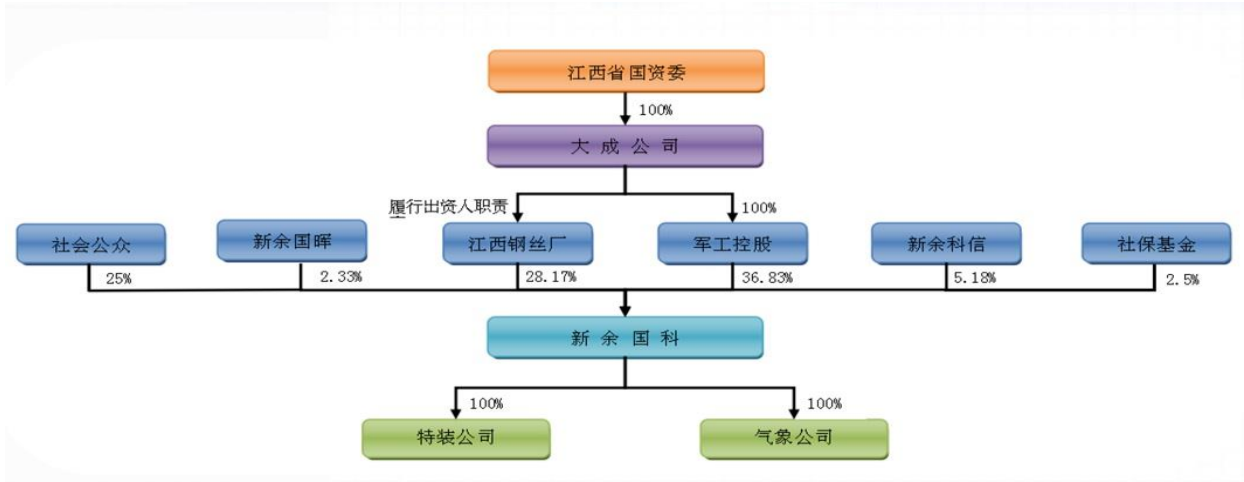 江西省国资委
100%
大成公司
履行出资人职责
100%
社会公众
新余国晖
江西钢丝厂
军工控股
新余科信
社保基金
25%
2.33%
28.17%
36.83%
5.18%
2.5%
新余国科
100%
100%
特装公司
气象公司